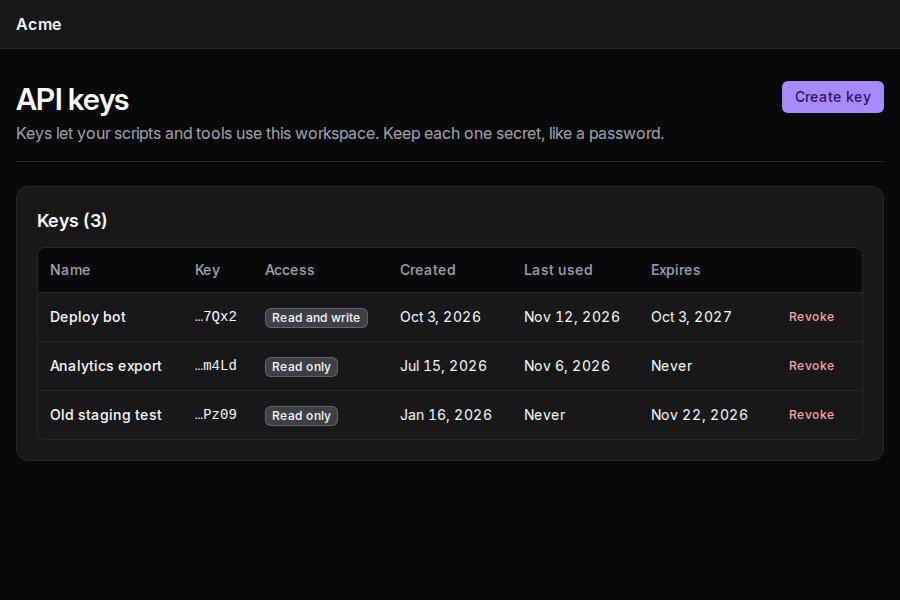 Acme
API keys
Create key
Keys let your scripts and tools use this workspace. Keep each one secret, like a password.
Keys (3)
Name Key Access Created Last used Expires
Deploy bot …7Qx2 Read and write Oct 3, 2026 Nov 12, 2026 Oct 3, 2027 Revoke
Analytics export …m4Ld Read only Jul 15, 2026 Nov 6, 2026 Never Revoke
Old staging test …Pz09 Read only Jan 16, 2026 Never Nov 22, 2026 Revoke